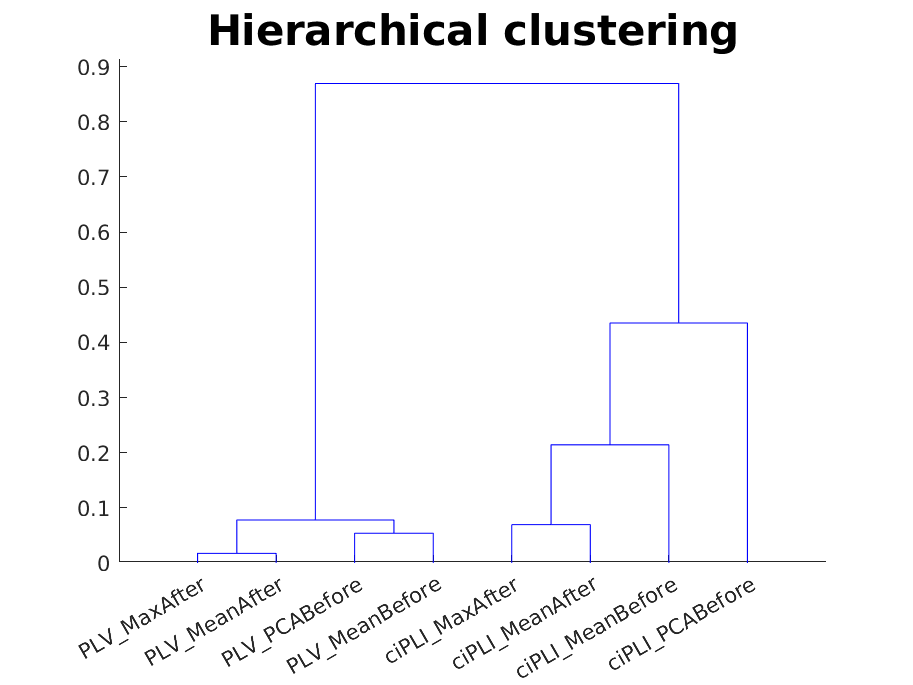 Hierarchical clustering
0.9
0.8
0.7
0.6
0.5
0.4
0.3
0.2
0.1
0
PLV_MaxAfter
PLV_MeanAfter
PLV_PCABefore
PLV_MeanBefore
ciPLI_MaxAfter
ciPLI_MeanAfter
ciPLI_MeanBefore
ciPLI_PCABefore